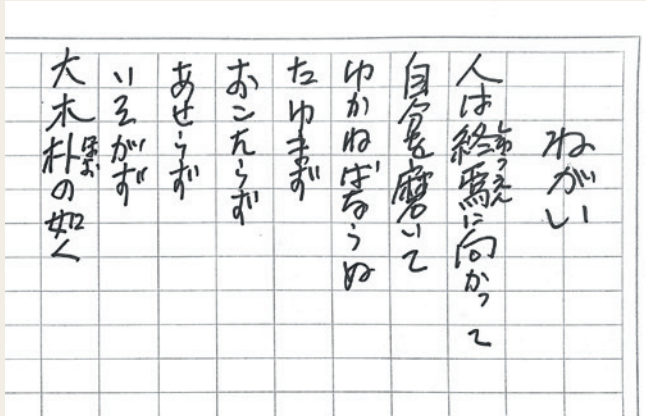 ねがい
人は終焉に向かって
自分を磨いて
ゆかねばならぬ
たゆまず
おこたらず
あせらず
いそがず
大木朴の如く
ほお